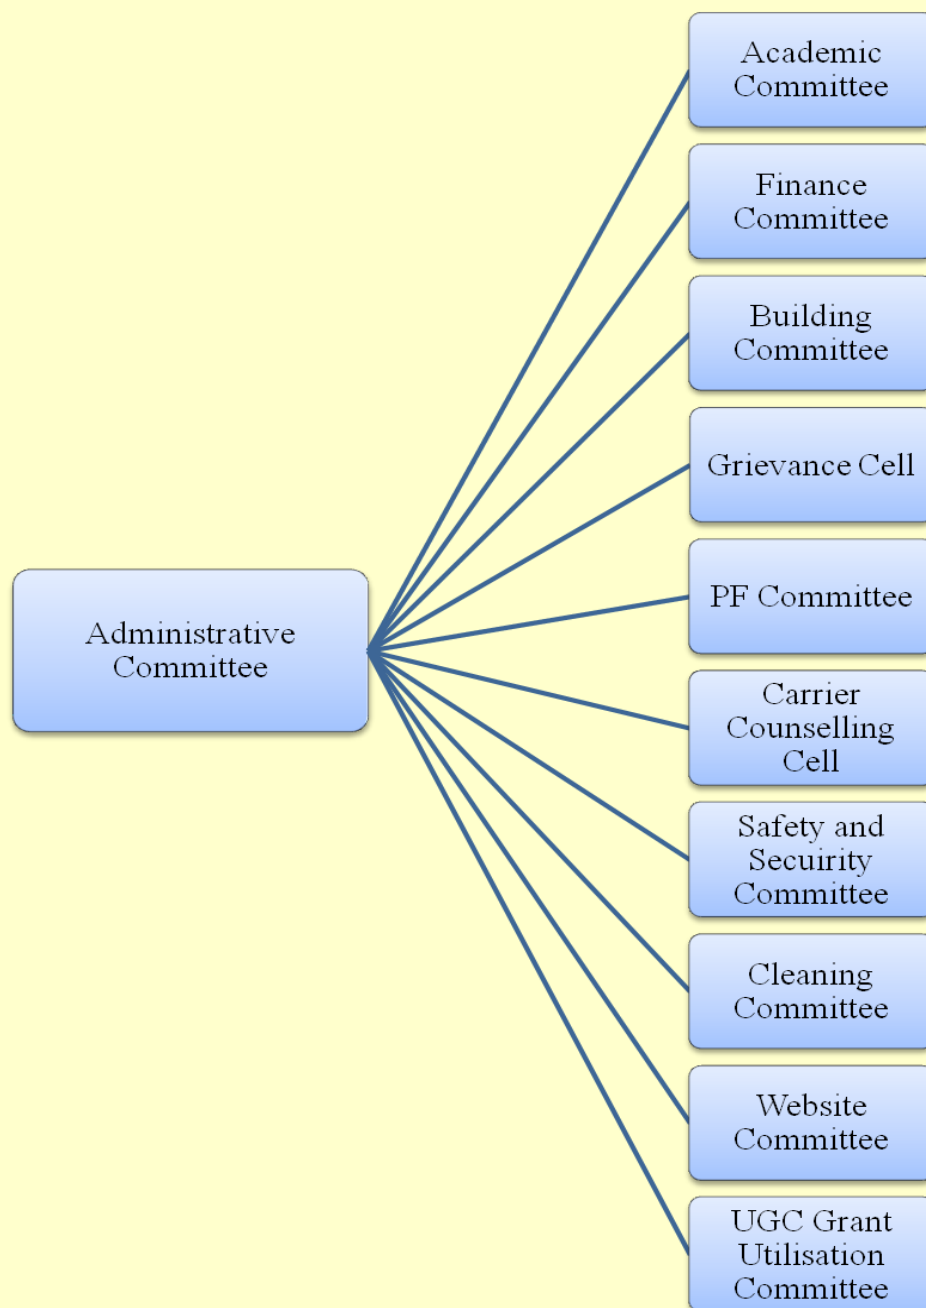 Academic
Committee
Finance
Committee
Building
Committee
Grievance Cell
Administrative
Committee
PF Committee
Carrier
Counselling
Cell
Safety and
Secuirity
Committee
Cleaning
Committee
Website
Committee
UGC Grant
Utilisation
Committee